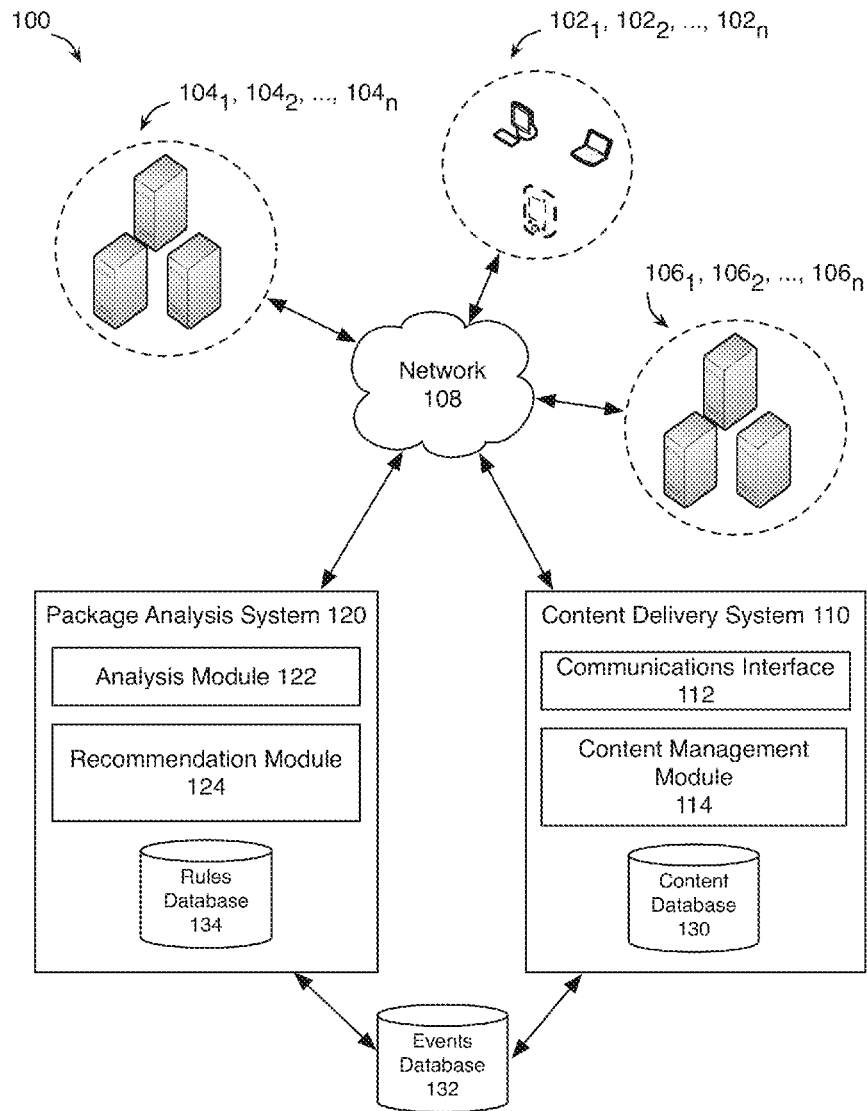 100
102₁, 102₂, ..., 102ₙ
104₁, 104₂, ..., 104ₙ
106₁, 106₂, ..., 106ₙ
Network
108
Package Analysis System 120
Analysis Module 122
Recommendation Module
124
Rules
Database
134
Content Delivery System 110
Communications Interface
112
Content Management
Module
114
Content
Database
130
Events
Database
132